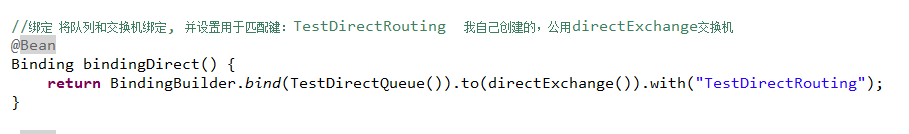 //绑定 将队列和交换机绑定, 并设置用于匹配键：TestDirectRouting 我自己创建的，公用directExchange交换机
@Bean
Binding bindingDirect() {
    return BindingBuilder.bind(TestDirectQueue()).to(directExchange()).with("TestDirectRouting");
}